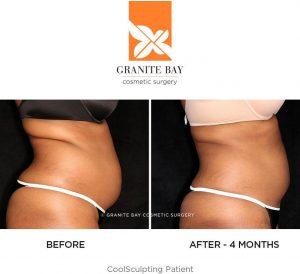 GRANITE BAY
cosmetic surgery
© GRANITE BAY COSMETIC SURGERY
BEFORE
AFTER - 4 MONTHS
CoolSculpting Patient